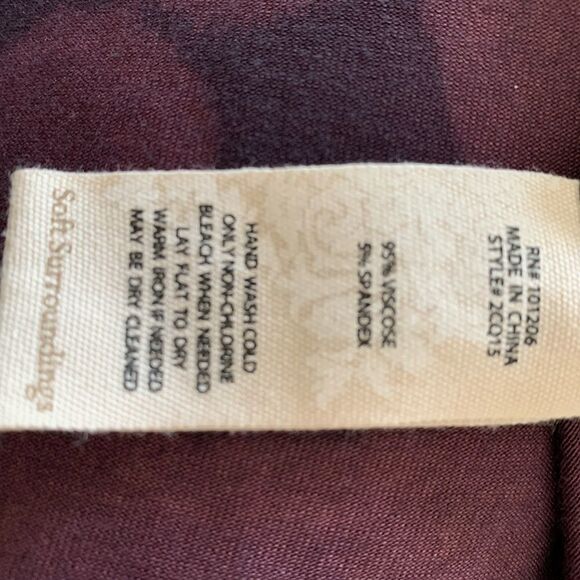 RN# 101206
MADE IN CHINA
STYLE# 2CQ15
95% VISCOSE
5% SPANDEX
HAND WASH COLD
ONLY NON-CHLORINE
BLEACH WHEN NEEDED
LAY FLAT TO DRY
WARM IRON IF NEEDED
MAY BE DRY CLEANED
Soft Surroundings